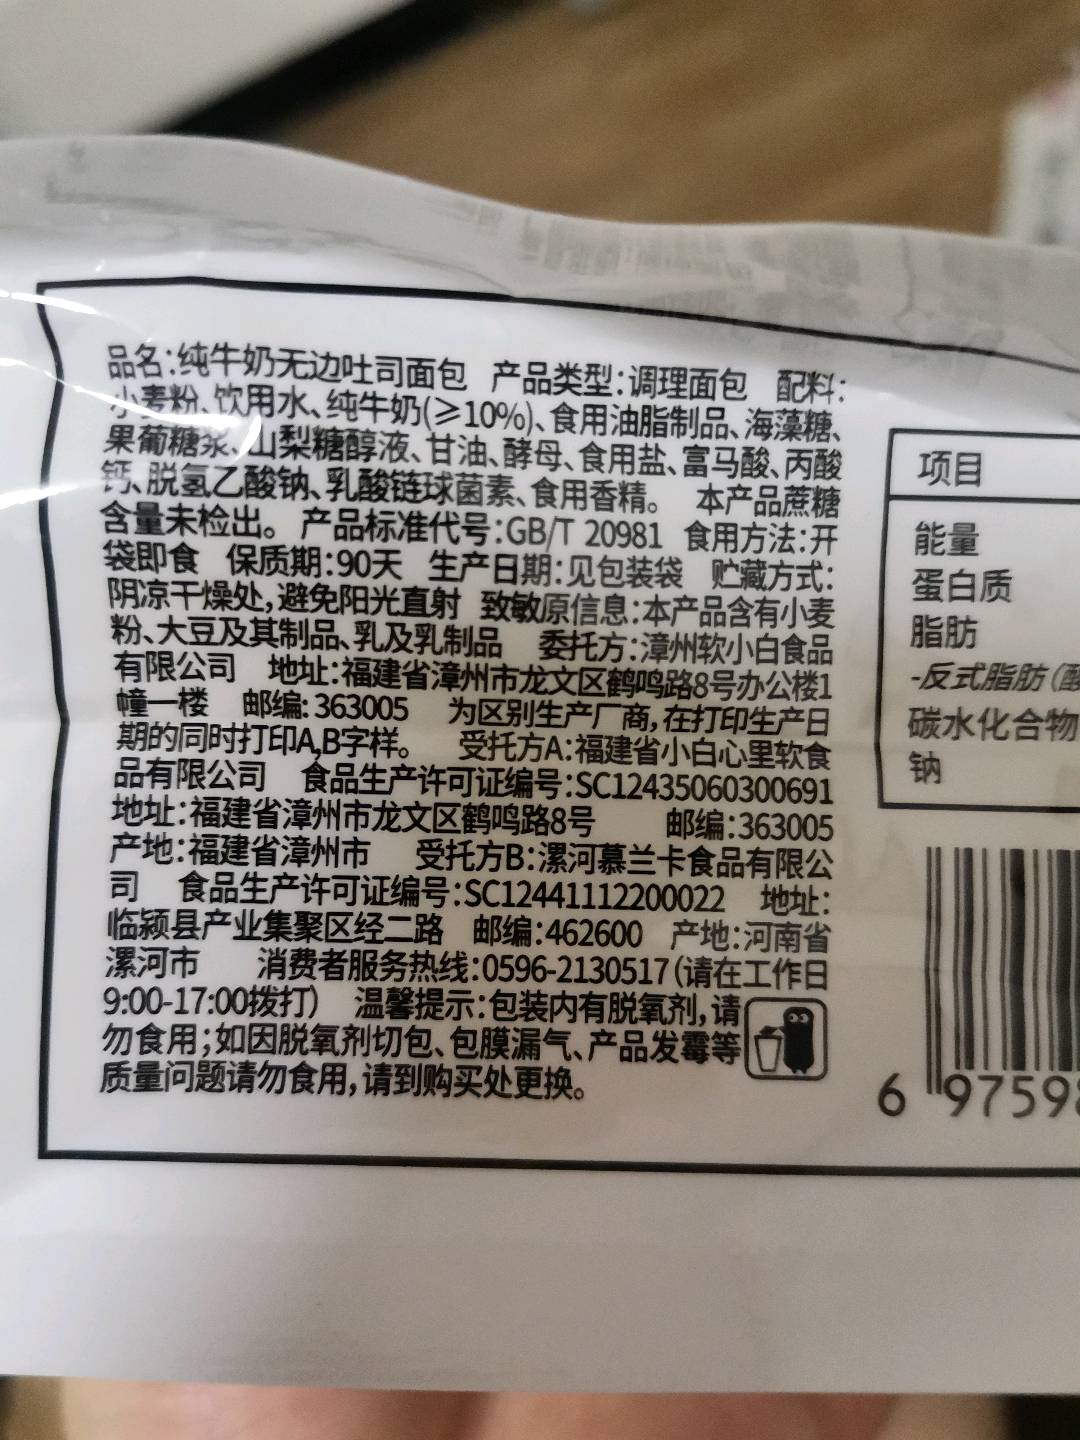 品名:纯牛奶无边吐司面包 产品类型:调理面包 配料:
小麦粉、饮用水、纯牛奶(≥10%)、食用油脂制品、海藻糖、
果葡糖浆、山梨糖醇液、甘油、酵母、食用盐、富马酸、丙酸
钙、脱氢乙酸钠、乳酸链球菌素、食用香精。 本产品蔗糖
含量未检出。 产品标准代号:GB/T 20981 食用方法:开
袋即食 保质期:90天 生产日期:见包装袋 贮藏方式:
阴凉干燥处,避免阳光直射 致敏原信息:本产品含有小麦
粉、大豆及其制品、乳及乳制品 委托方:漳州软小白食品
有限公司 地址:福建省漳州市龙文区鹤鸣路8号办公楼1
幢一楼 邮编:363005 为区别生产厂商,在打印生产日
期的同时打印A,B字样。 受托方A:福建省小白心里软食
品有限公司 食品生产许可证编号:SC12435060300691
地址:福建省漳州市龙文区鹤鸣路8号 邮编:363005
产地:福建省漳州市 受托方B:漯河慕兰卡食品有限公
司 食品生产许可证编号:SC12441112200022 地址:
临颍县产业集聚区经二路 邮编:462600 产地:河南省
漯河市 消费者服务热线:0596-2130517(请在工作日
9:00-17:00拨打) 温馨提示:包装内有脱氧剂,请
勿食用;如因脱氧剂切包、包膜漏气、产品发霉等
质量问题请勿食用,请到购买处更换。
项目
能量
蛋白质
脂肪
-反式脂肪(酸
碳水化合物
钠
6 97598